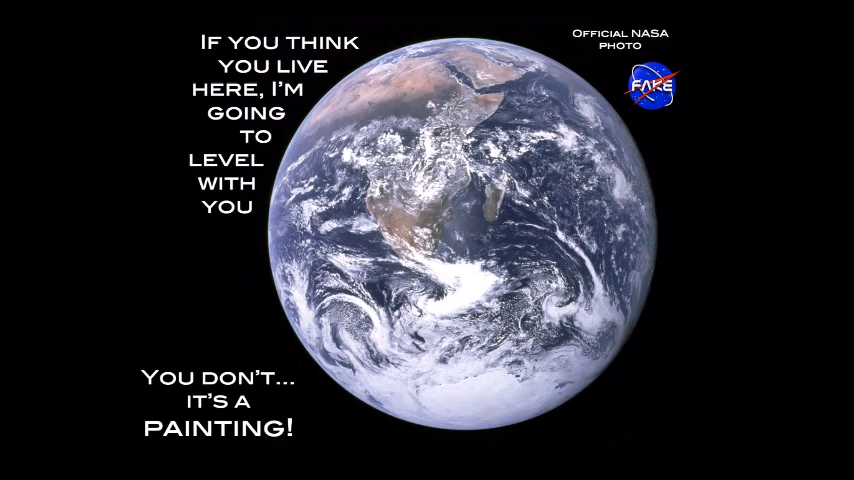 If you think
you live
here, I'm
going
to
level
with
you
Official NASA
photo
FAKE
You don't...
it's a
painting!